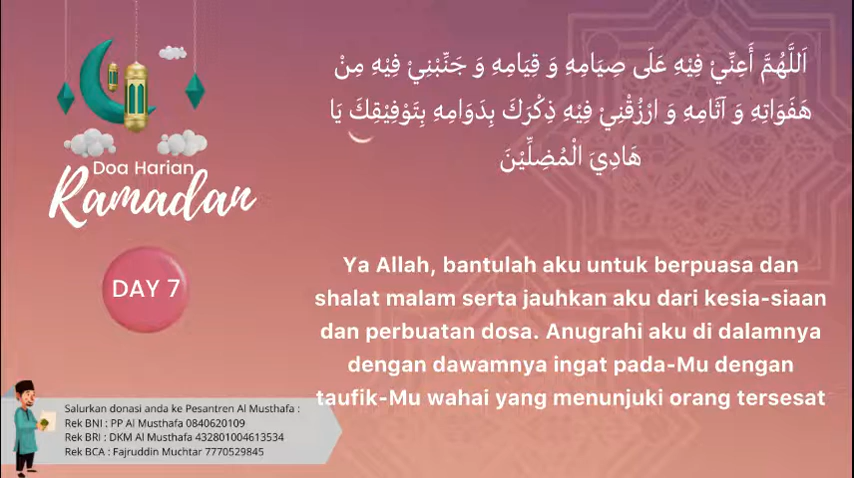 اَللَّهُمَّ أَعِنِّيْ فِيْهِ عَلَى صِيَامِهِ وَ قِيَامِهِ وَ جَنِّبْنِيْ فِيْهِ مِنْ
هَفَوَاتِهِ وَ آثَامِهِ وَ ارْزُقْنِيْ فِيْهِ ذِكْرَكَ بِدَوَامِهِ بِتَوْفِيْقِكَ يَا
هَادِيَ الْمُضِلِّيْنَ
Doa Harian
Ramadan
DAY 7
Ya Allah, bantulah aku untuk berpuasa dan
shalat malam serta jauhkan aku dari kesia-siaan
dan perbuatan dosa. Anugrahi aku di dalamnya
dengan dawamnya ingat pada-Mu dengan
taufik-Mu wahai yang menunjuki orang tersesat
Salurkan donasi anda ke Pesantren Al Musthafa :
Rek BNI : PP Al Musthafa 0840620109
Rek BRI : DKM Al Musthafa 432801004613534
Rek BCA : Fajruddin Muchtar 7770529845